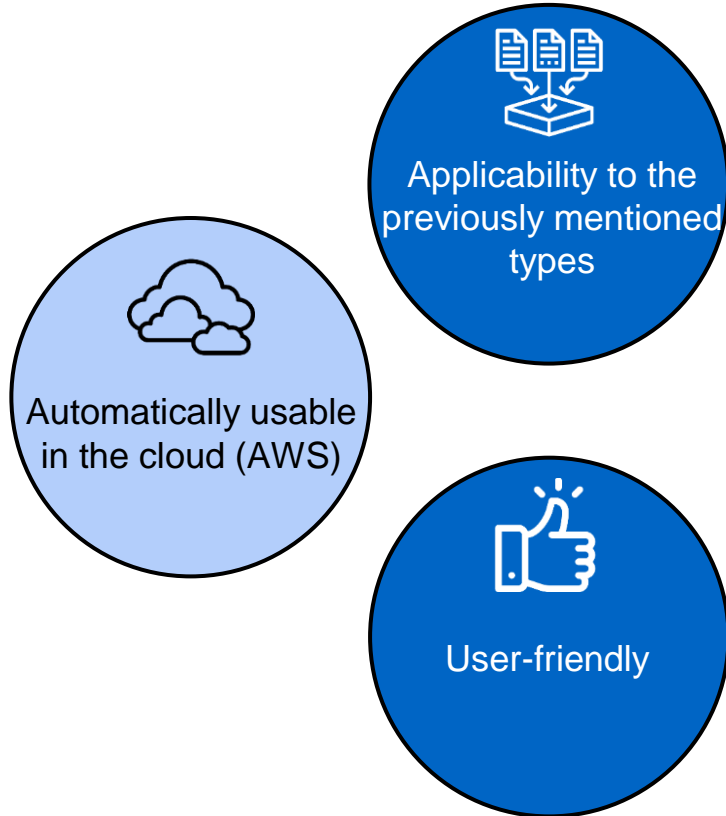 Applicability to the
previously mentioned
types
Automatically usable
in the cloud (AWS)
User-friendly